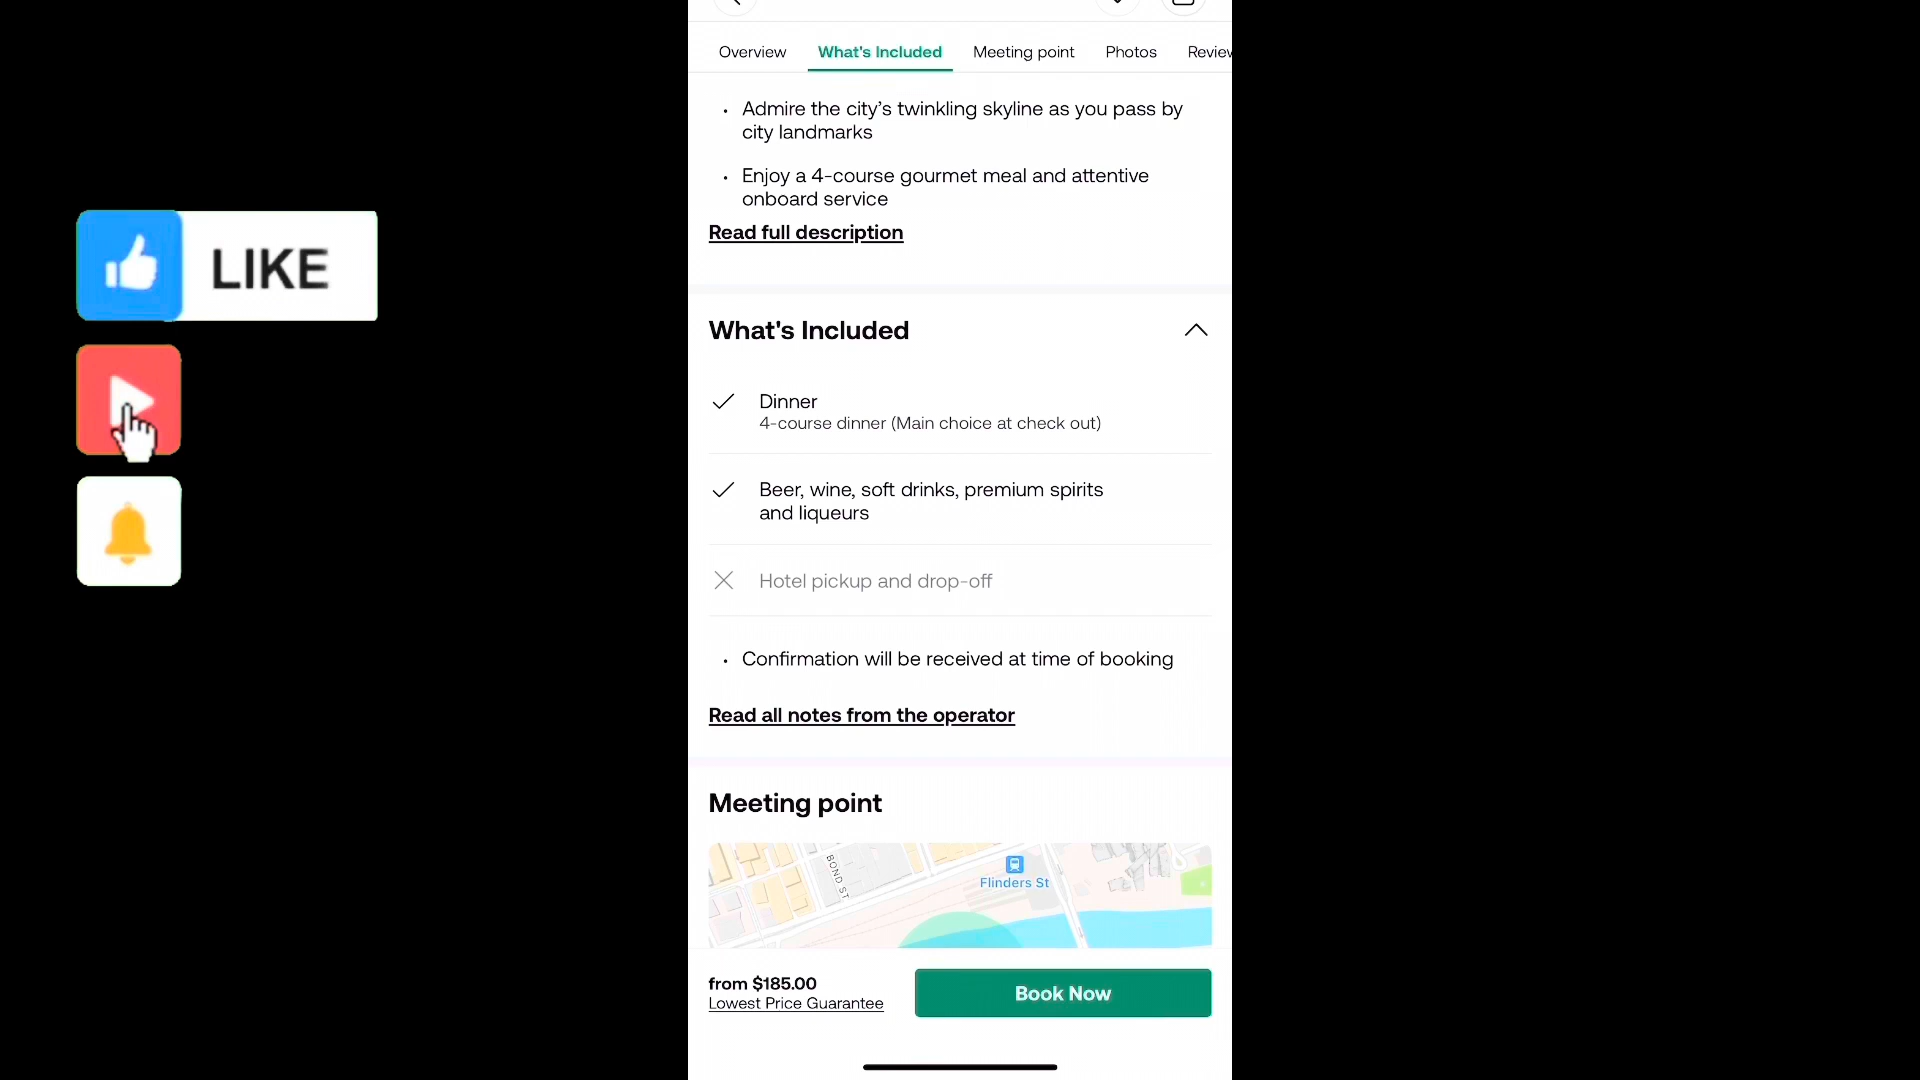 Overview What's Included Meeting point Photos Review
• Admire the city’s twinkling skyline as you pass by
city landmarks
• Enjoy a 4-course gourmet meal and attentive
onboard service
Read full description
LIKE
What's Included
Dinner
4-course dinner (Main choice at check out)
Beer, wine, soft drinks, premium spirits
and liqueurs
Hotel pickup and drop-off
• Confirmation will be received at time of booking
Read all notes from the operator
Meeting point
BOND ST
Flinders St
from $185.00
Lowest Price Guarantee
Book Now